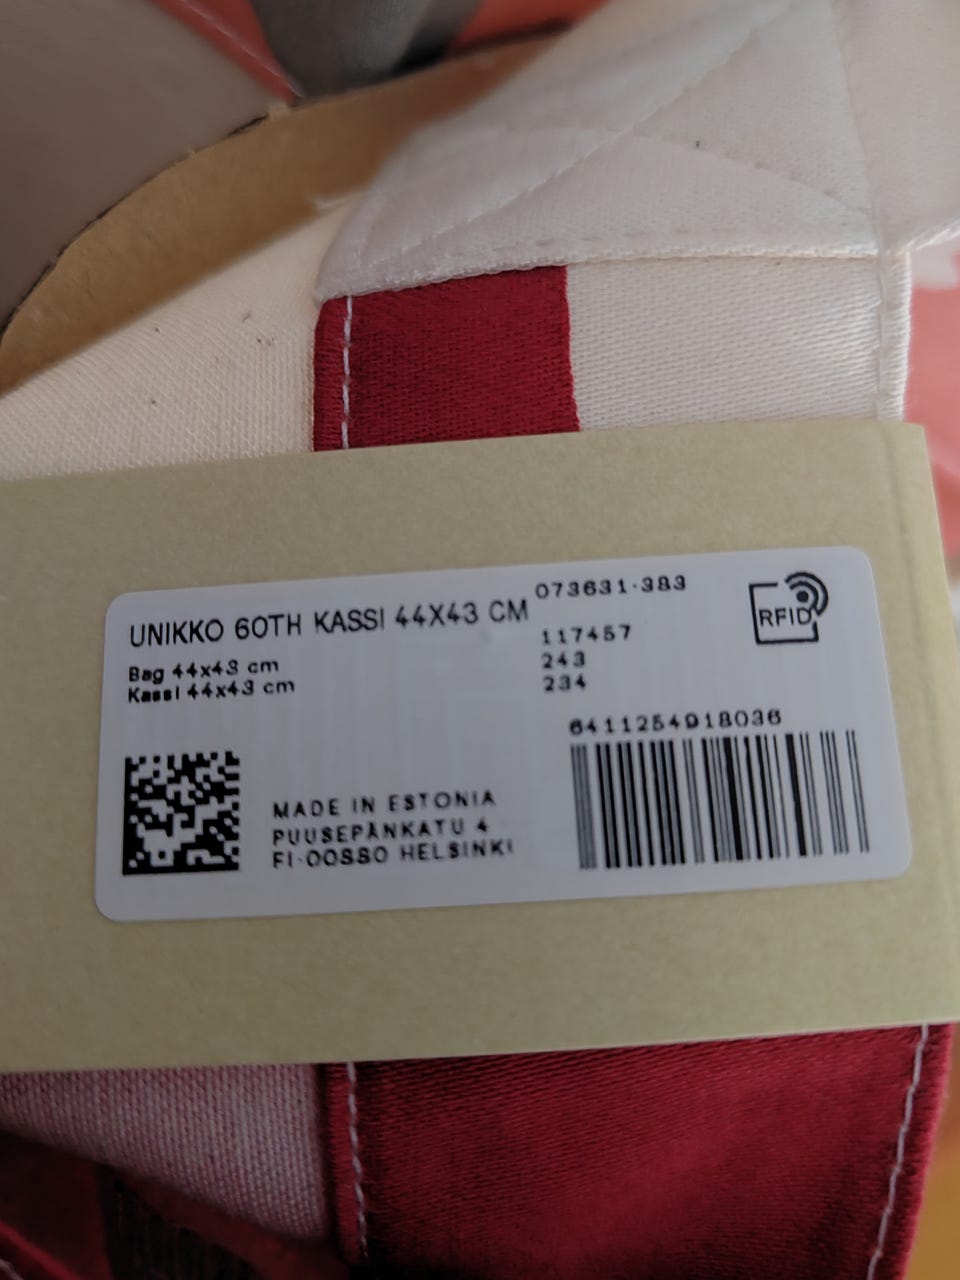 UNIKKO 60TH KASSI 44X43 CM
073631-383
Bag 44x43 cm
Kassi 44x43 cm
117457
243
234
RFID
6411254918036
MADE IN ESTONIA
PUUSEPÄNKATU 4
FI-00880 HELSINKI